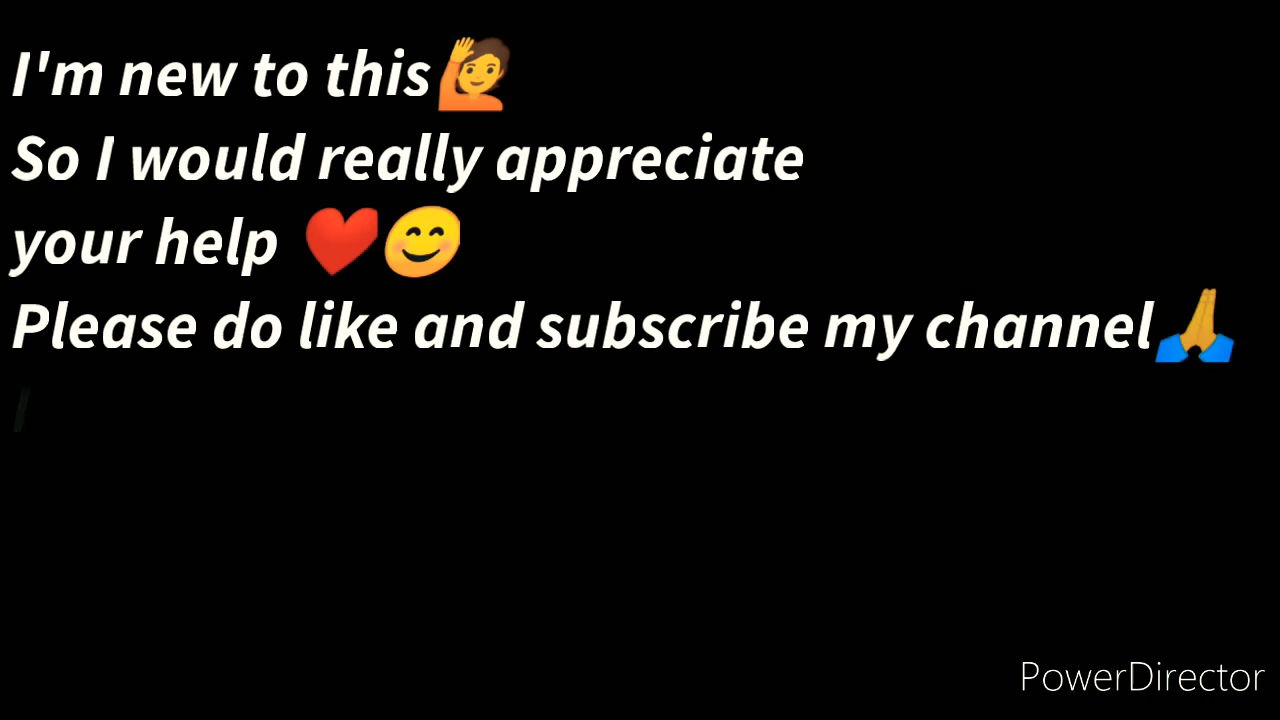 I'm new to this🙋
So I would really appreciate
your help ❤️😊
Please do like and subscribe my channel🙏
I
PowerDirector